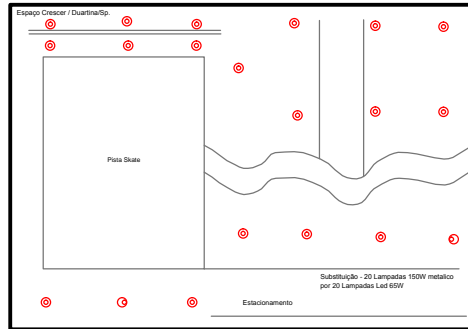 Espaço Crescer / Duartina/Sp.
Pista Skate
Substituição - 20 Lampadas 150W metalico
por 20 Lampadas Led 65W
Estacionamento